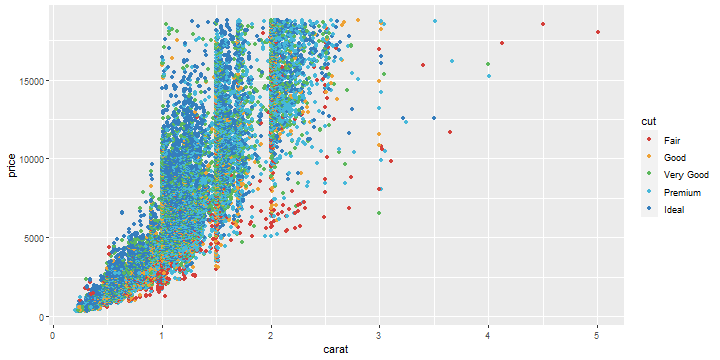 15000
10000
5000
0
price
0
1
2
3
4
5
carat
cut
Fair
Good
Very Good
Premium
Ideal